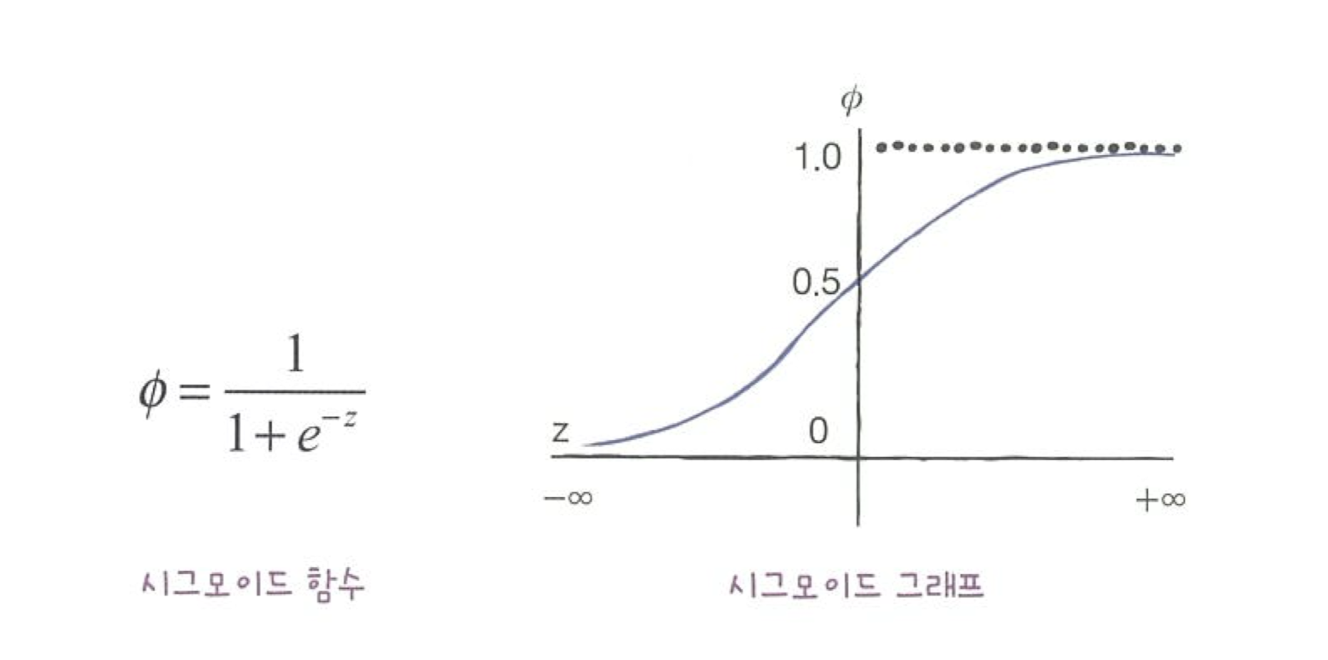 ϕ
1.0
0.5
ϕ = 1 / (1 + e^{-z})
z
0
−∞
+∞
시그모이드 함수
시그모이드 그래프